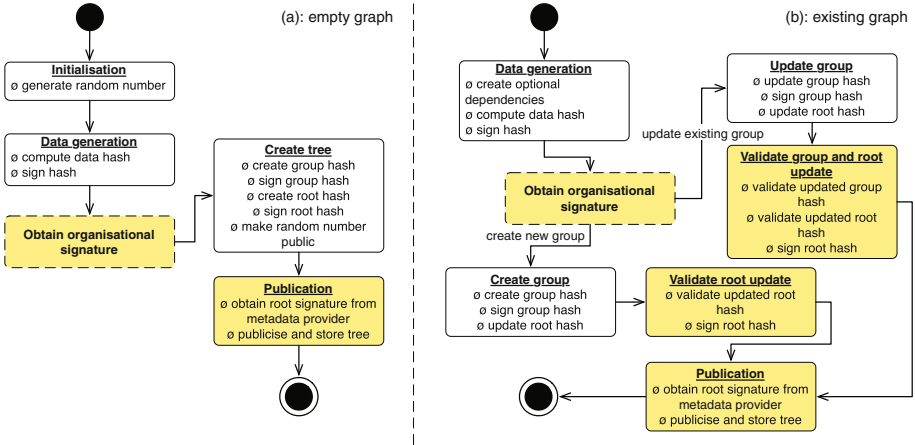 (a): empty graph
Initialisation
ø generate random number
Data generation
ø compute data hash
ø sign hash
Obtain organisational
signature
Create tree
ø create group hash
ø sign group hash
ø create root hash
ø sign root hash
ø make random number
public
Publication
ø obtain root signature from
metadata provider
ø publicise and store tree
(b): existing graph
Data generation
ø create optional
dependencies
ø compute data hash
ø sign hash
Obtain organisational
signature
update existing group
Update group
ø update group hash
ø sign group hash
ø update root hash
Validate group and root
update
ø validate updated group
hash
ø validate updated root
hash
ø sign root hash
create new group
Create group
ø create group hash
ø sign group hash
ø update root hash
Validate root update
ø validate updated root
hash
ø sign root hash
Publication
ø obtain root signature from
metadata provider
ø publicise and store tree